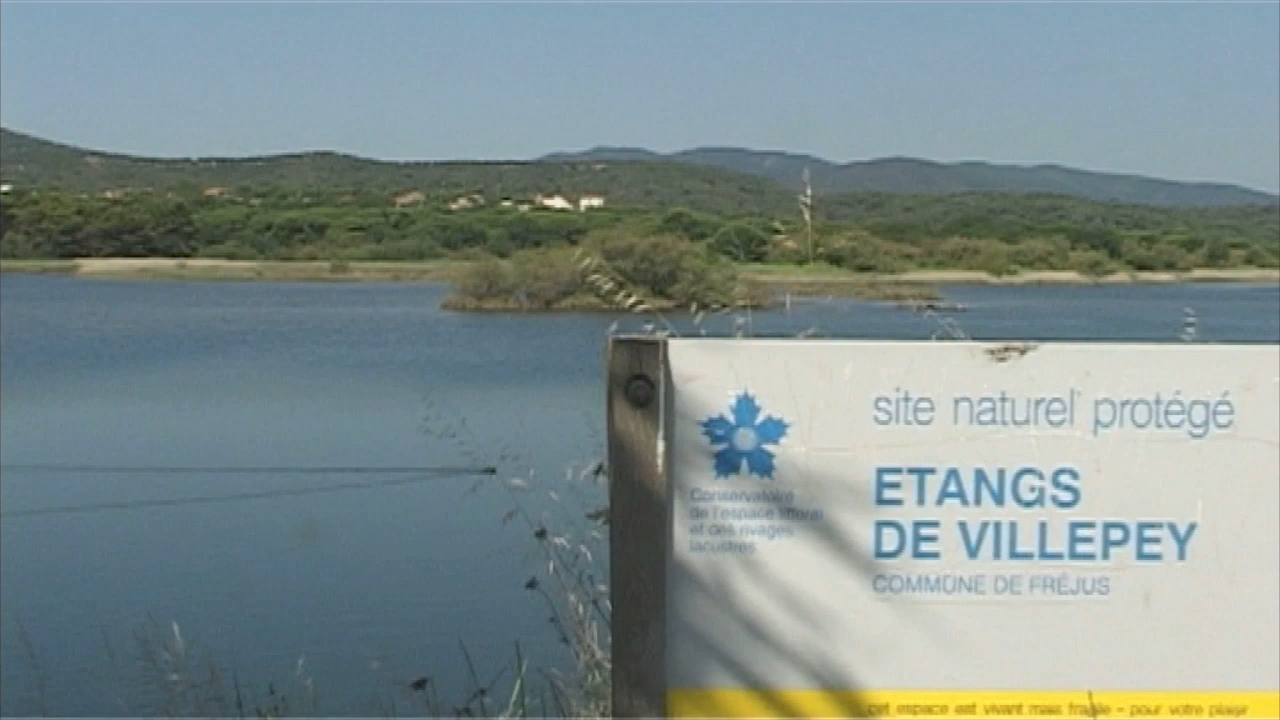 site naturel protégé
ETANGS
DE VILLEPEY
COMMUNE DE FRÉJUS
Conservatoire
de l'espace littoral
et des rivages
lacustres
cet espace est vivant mais fragile - pour votre plaisir